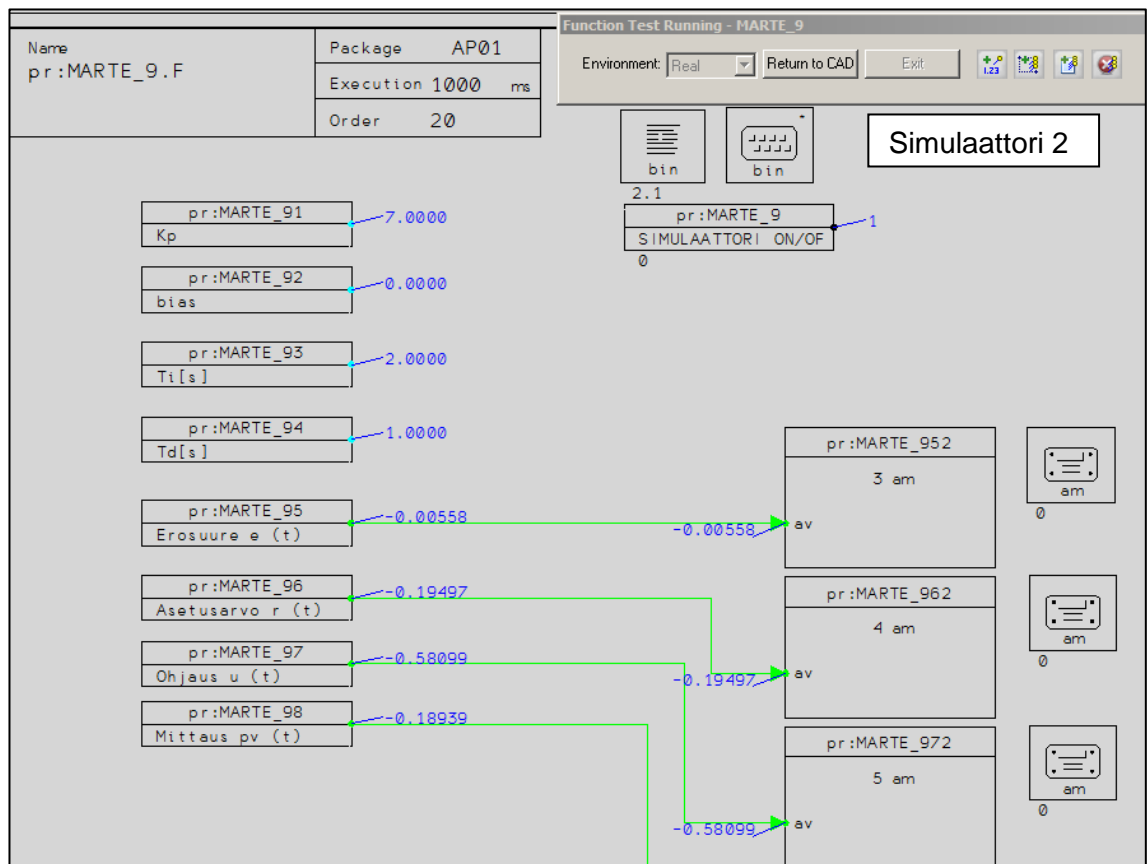 Function Test Running - MARTE_9
Environment: Real Return to CAD Exit
1.23
Name
pr:MARTE_9.F
Package AP01
Execution 1000 ms
Order 20
Simulaattori 2
bin
bin
2.1
pr:MARTE_9
SIMULAATTORI ON/OF
1
0
pr:MARTE_91
Kp
7.0000
pr:MARTE_92
bias
0.0000
pr:MARTE_93
Ti[s]
2.0000
pr:MARTE_94
Td[s]
1.0000
pr:MARTE_95
Erosuure e (t)
-0.00558
-0.00558
pr:MARTE_952
3 am
av
am
0
pr:MARTE_96
Asetusarvo r (t)
-0.19497
-0.19497
pr:MARTE_962
4 am
av
am
0
pr:MARTE_97
Ohjaus u (t)
-0.58099
pr:MARTE_98
Mittaus pv (t)
-0.18939
-0.58099
pr:MARTE_972
5 am
av
am
0